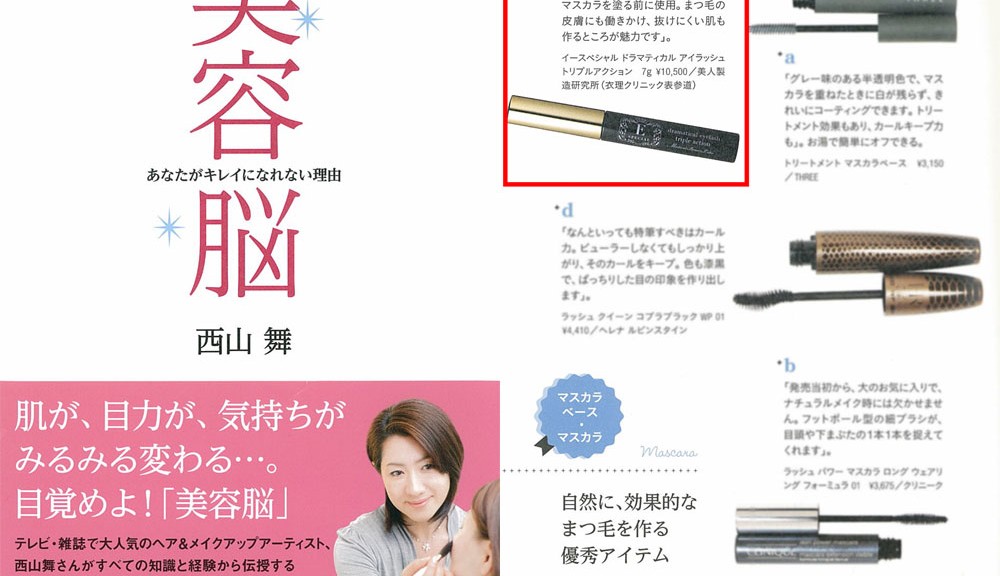 美容脳
あなたがキレイになれない理由
西山 舞
肌が、目力が、気持ちが
みるみる変わる…。
目覚めよ!「美容脳」
テレビ・雑誌で大人気のヘア&メイクアップアーティスト、
西山舞さんがすべての知識と経験から伝授する
マスカラを塗る前に使用。まつ毛の
皮膚にも働きかけ、抜けにくい肌も
作るところが魅力です」。
イースペシャル ドラマティカル アイラッシュ
トリプルアクション 7g ¥10,500/美人製
造研究所(衣理クリニック表参道)
E
SPECIAL
dramatical eyelash
triple action
a
「グレー味のある半透明色で、マス
カラを重ねたときに白が残らず、き
れいにコーティングできます。トリー
トメント効果もあり、カールキープ力
も」。お湯で簡単にオフできる。
トリートメント マスカラベース ¥3,150
/THREE
d
「なんといっても特筆すべきはカール
力。ビューラーしなくてもしっかり上
がり、そのカールをキープ。色も漆黒
で、ぱっちりした目の印象を作り出し
ます」。
ラッシュ クイーン コブラブラック WP 01
¥4,410/ヘレナ ルビンスタイン
b
「発売当初から、大のお気に入りで、
ナチュラルメイク時には欠かせませ
ん。フットボール型の細ブラシが、
目頭や下まぶたの1本1本を捉えて
くれます」。
ラッシュ パワー マスカラ ロング ウェアリ
ング フォーミュラ 01 ¥3,675/クリニーク
マスカラ
ベース
・
マスカラ
Mascara
自然に、効果的な
まつ毛を作る
優秀アイテム
CLINIQUE